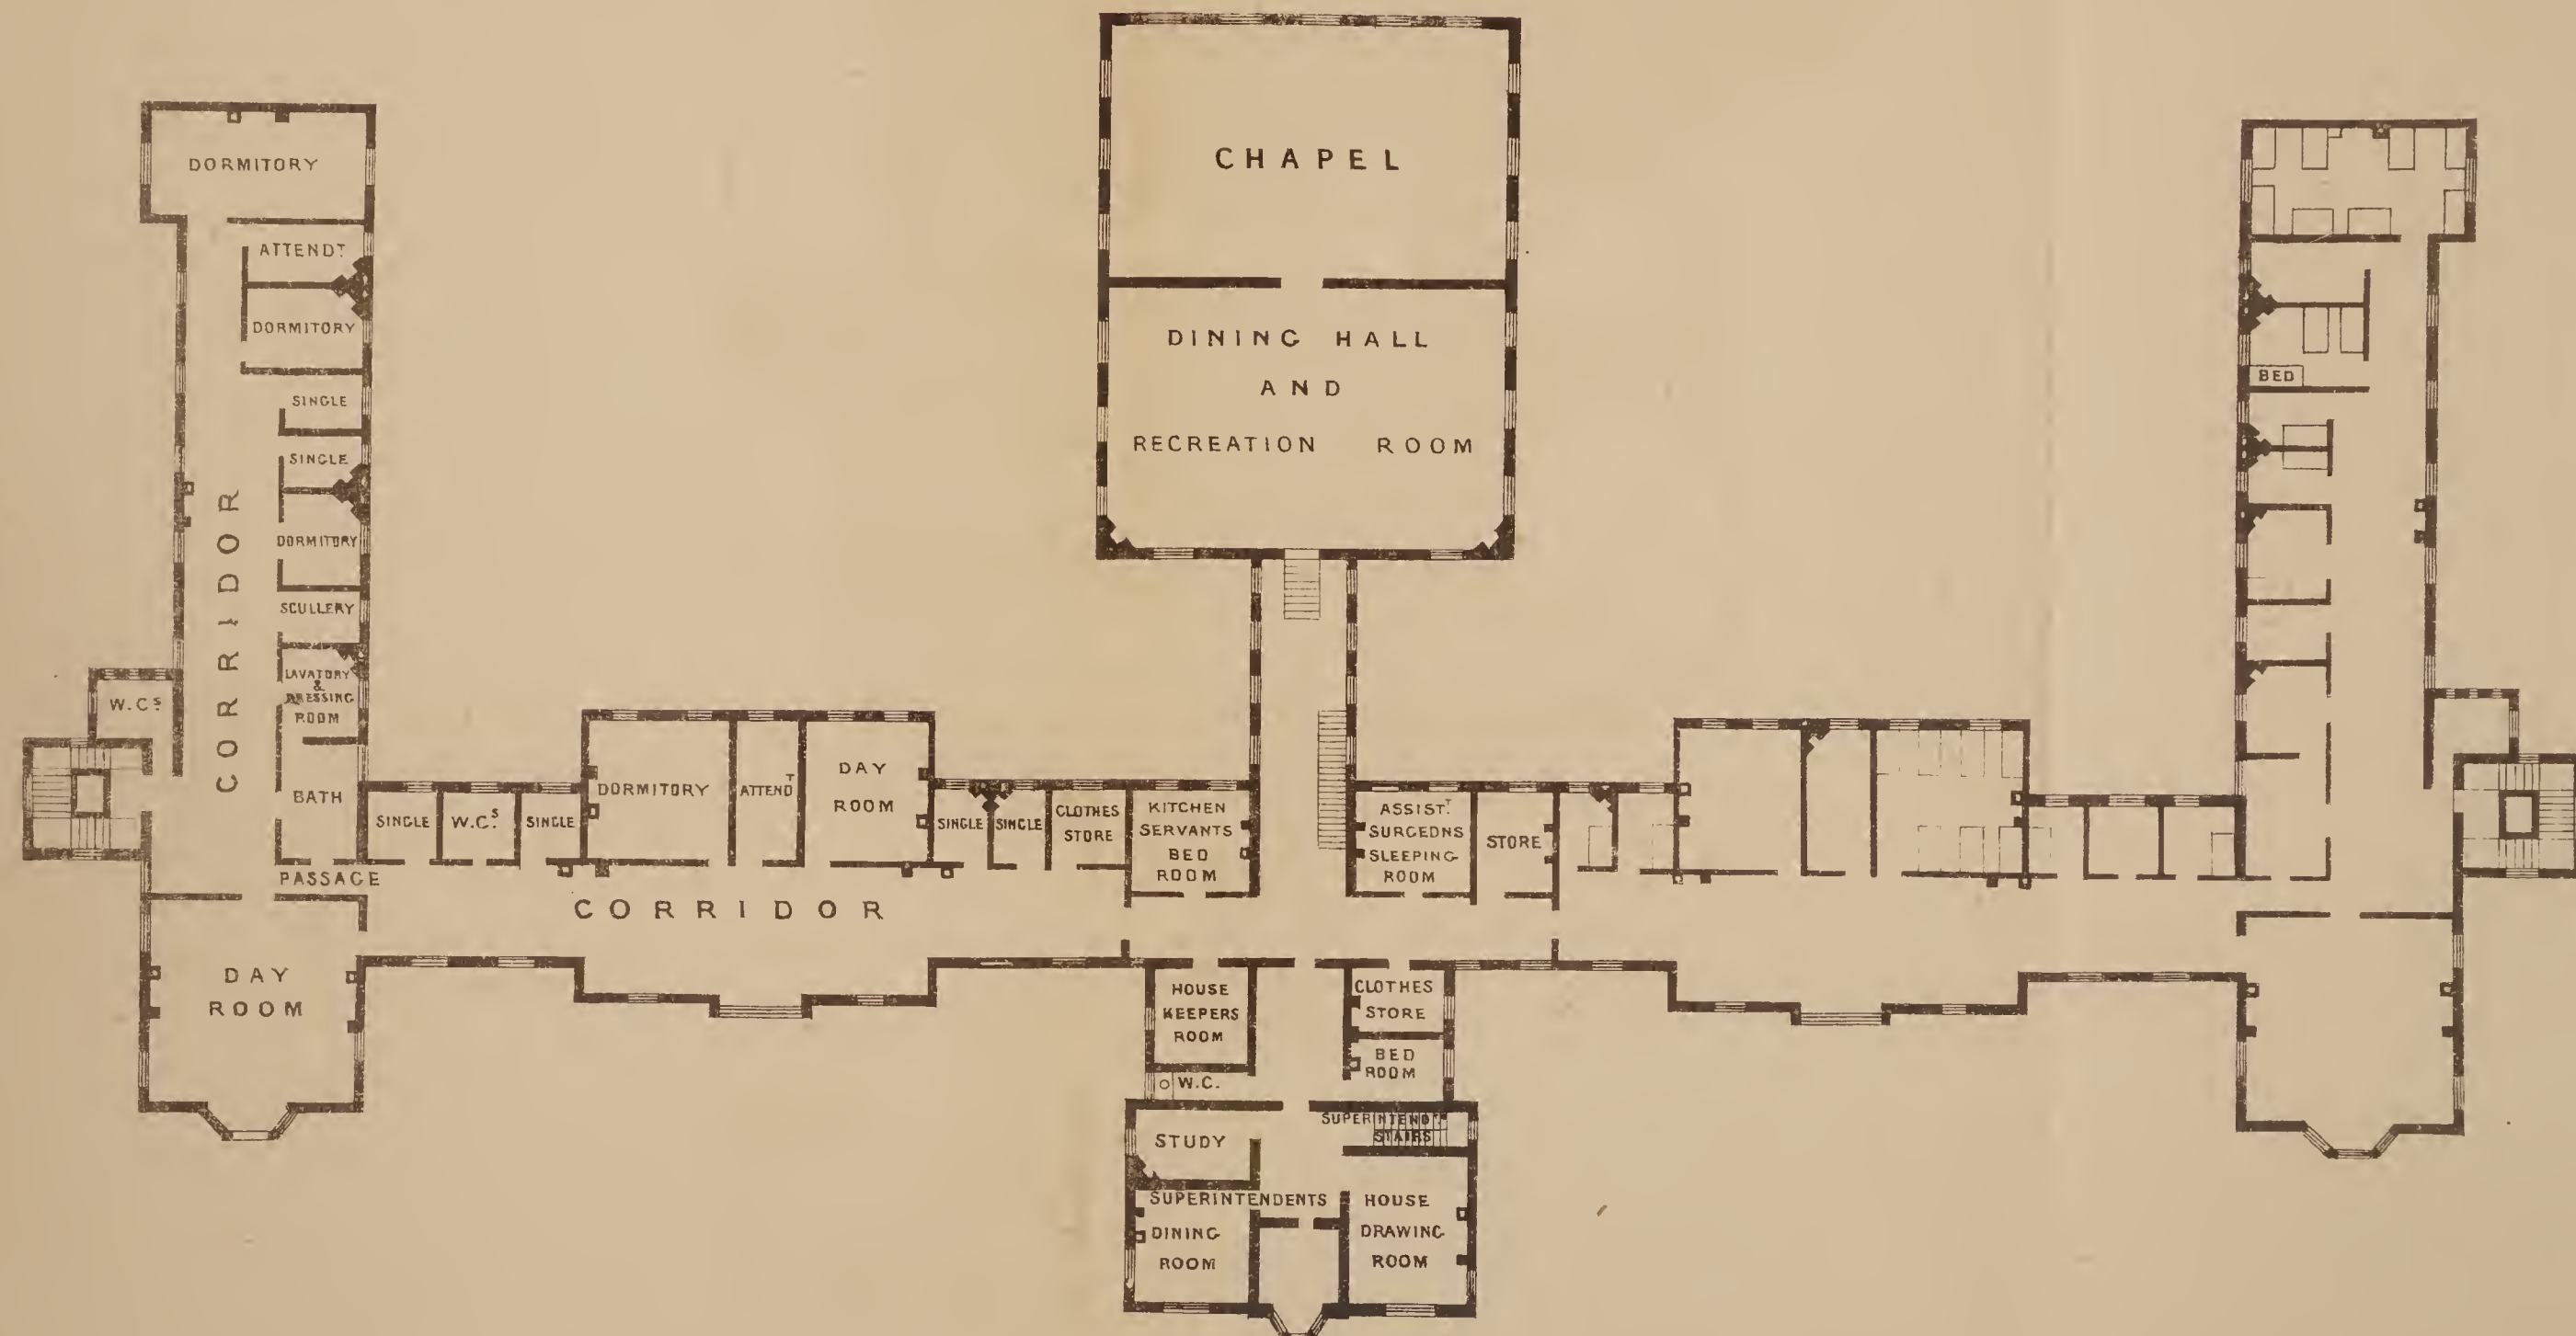 CHAPEL
DINING HALL
AND
RECREATION ROOM
DORMITORY
ATTENDT
DORMITORY
SINGLE
SINGLE
DORMITORY
SCULLERY
LAVATORY
&
DRESSING
ROOM
BATH
CORRIDOR
W.CS
PASSAGE
DAY
ROOM
SINGLE
W.CS
SINGLE
DORMITORY
ATTENDT
DAY
ROOM
SINGLE
SINGLE
CLOTHES
STORE
KITCHEN
SERVANTS
BED
ROOM
CORRIDOR
ASSISTT
SURGEONS
SLEEPING
ROOM
STORE
BED
HOUSE
KEEPERS
ROOM
W.C.
CLOTHES
STORE
BED
ROOM
STUDY
SUPERINTENDTS
STAIRS
SUPERINTENDENTS HOUSE
DINING
ROOM
DRAWING
ROOM